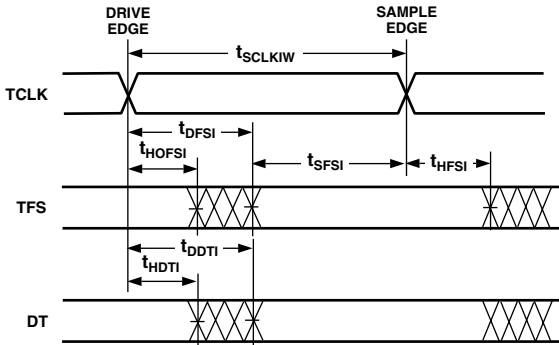 DRIVE
EDGE
SAMPLE
EDGE
tSCLKIW
TCLK
tDFSI
tHOFSI
tSFSI
tHFSI
TFS
tDDTI
tHDTI
DT